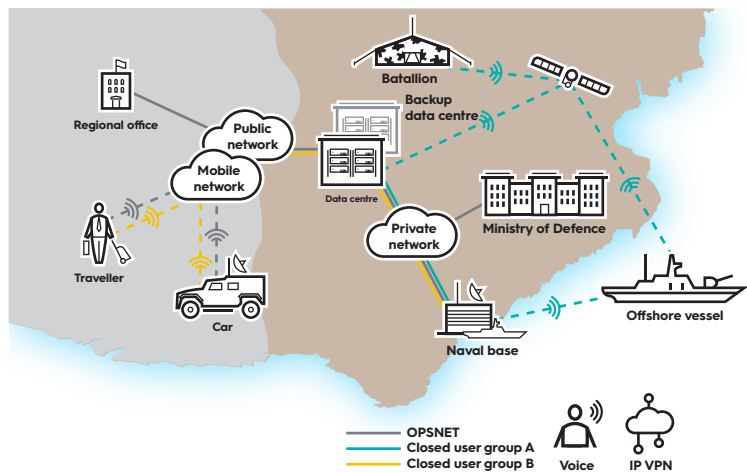 Batallion
Backup
data centre
Regional office
Public
network
Mobile
network
Data centre
Private
network
Ministry of Defence
Traveller
Car
Naval base
Offshore vessel
OPSNET
Closed user group A
Closed user group B
Voice
IP VPN